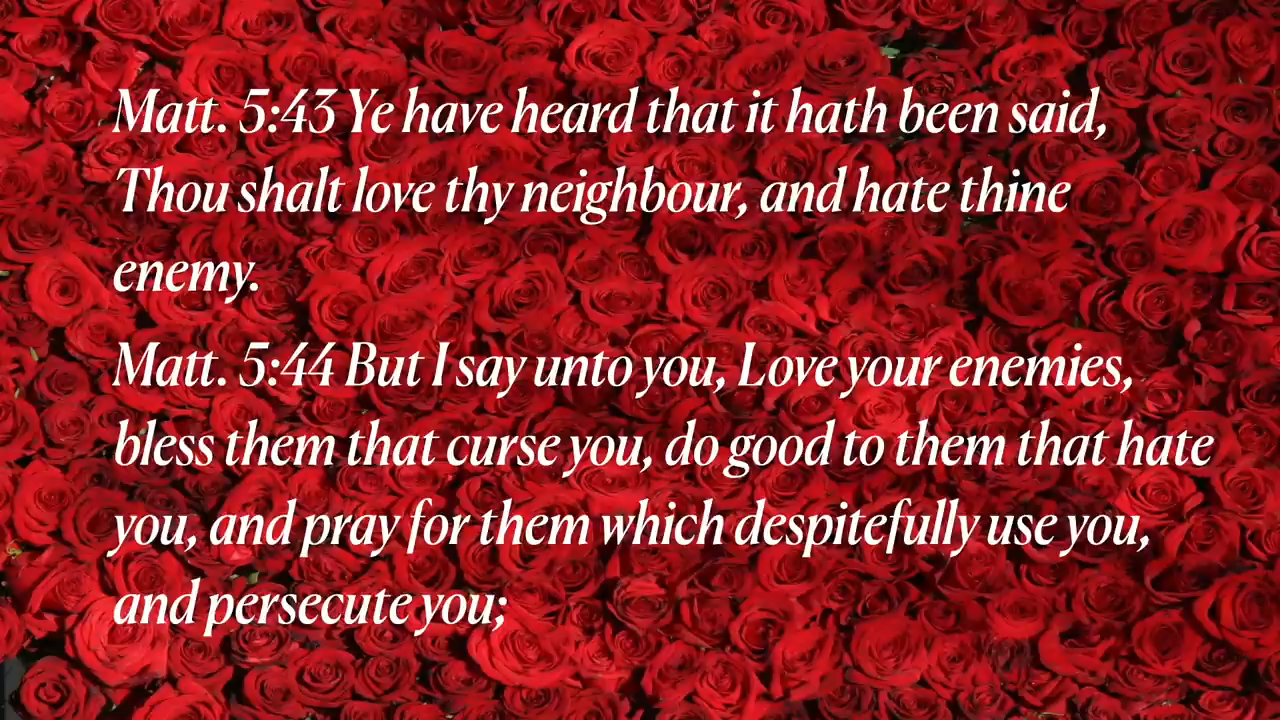 Matt. 5:43 Ye have heard that it hath been said,
Thou shalt love thy neighbour, and hate thine
enemy.
Matt. 5:44 But I say unto you, Love your enemies,
bless them that curse you, do good to them that hate
you, and pray for them which despitefully use you,
and persecute you;